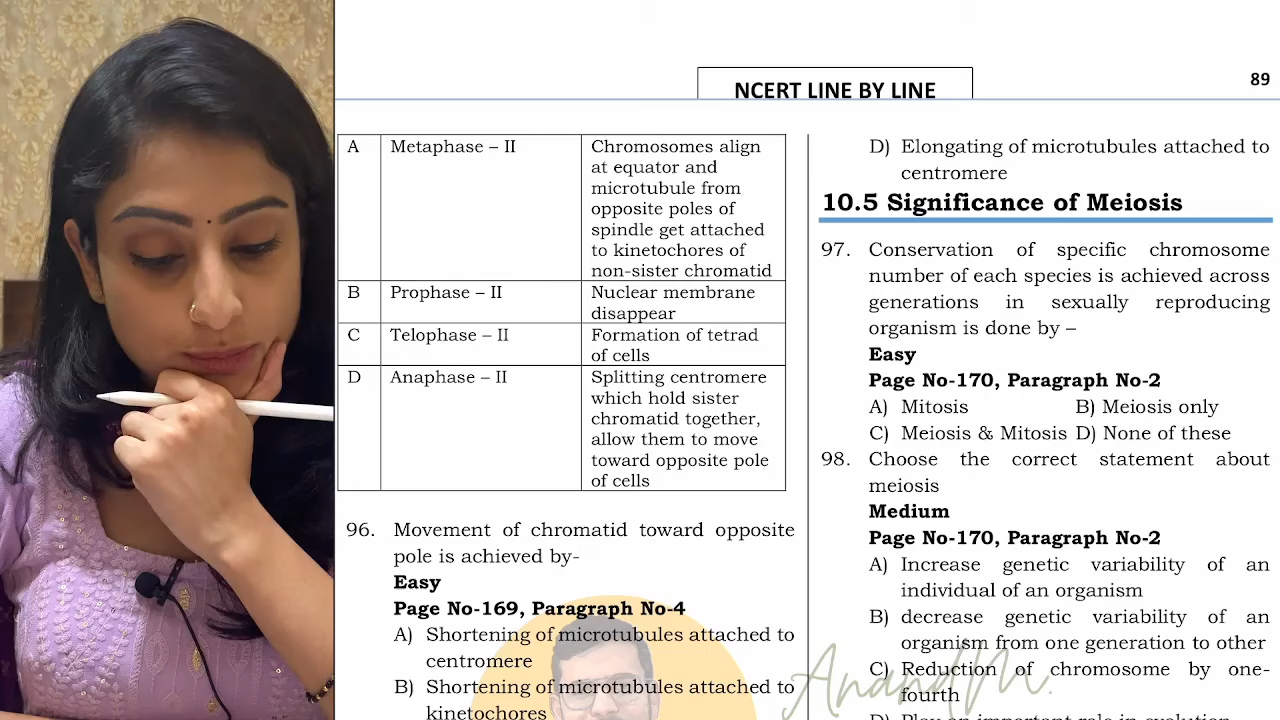 NCERT LINE BY LINE
89
A Metaphase – II Chromosomes align
at equator and
microtubule from
opposite poles of
spindle get attached
to kinetochores of
non-sister chromatid
B Prophase – II Nuclear membrane
disappear
C Telophase – II Formation of tetrad
of cells
D Anaphase – II Splitting centromere
which hold sister
chromatid together,
allow them to move
toward opposite pole
of cells
96. Movement of chromatid toward opposite
pole is achieved by-
Easy
Page No-169, Paragraph No-4
A) Shortening of microtubules attached to
centromere
B) Shortening of microtubules attached to
kinetochores
D) Elongating of microtubules attached to
centromere
10.5 Significance of Meiosis
97. Conservation of specific chromosome
number of each species is achieved across
generations in sexually reproducing
organism is done by –
Easy
Page No-170, Paragraph No-2
A) Mitosis B) Meiosis only
C) Meiosis & Mitosis D) None of these
98. Choose the correct statement about
meiosis
Medium
Page No-170, Paragraph No-2
A) Increase genetic variability of an
individual of an organism
B) decrease genetic variability of an
organism from one generation to other
C) Reduction of chromosome by one-
fourth
D) Play an important role in evolution
Anand M.